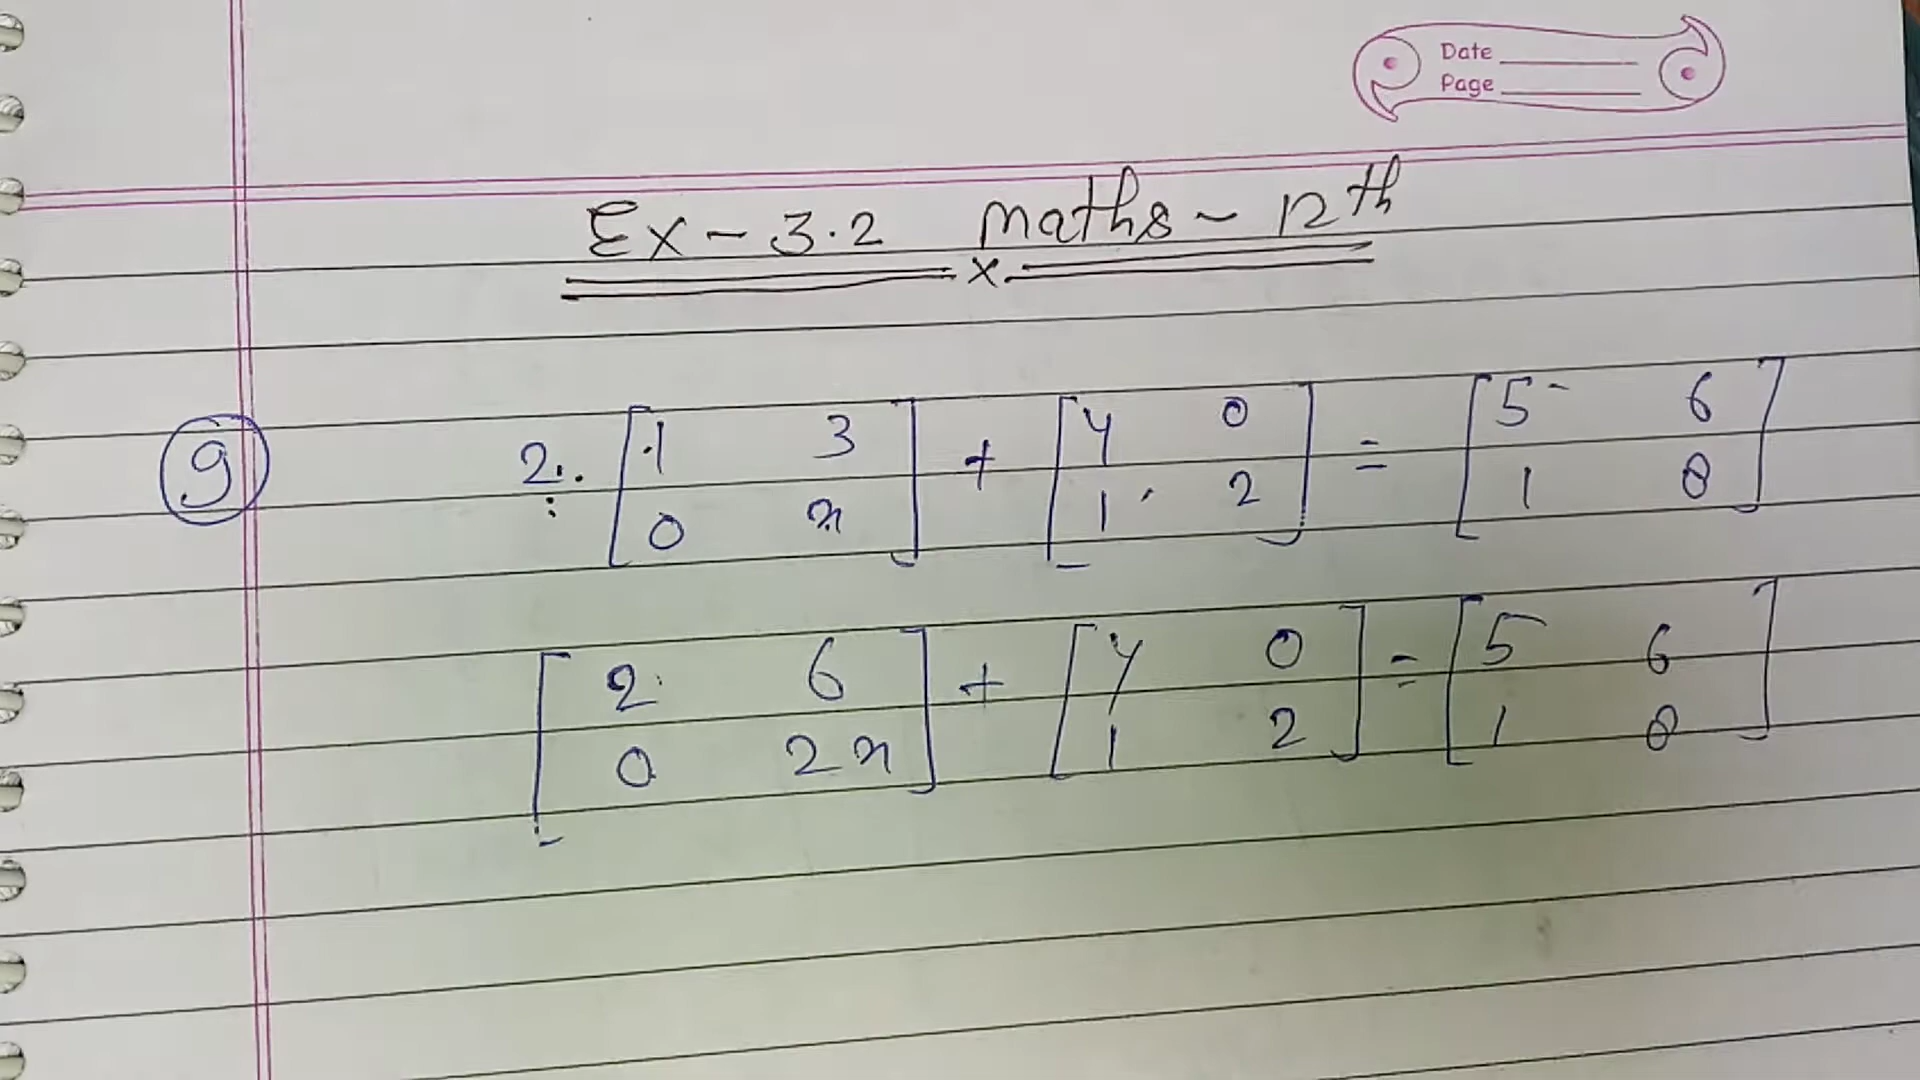 Date
Page
Ex - 3.2 maths - 12th
x
9 2. [1 3 + [y 0 = [5 6
0 x] 1 2] 1 8]
[2 6 + [y 0 = [5 6
0 2x] 1 2] 1 8]